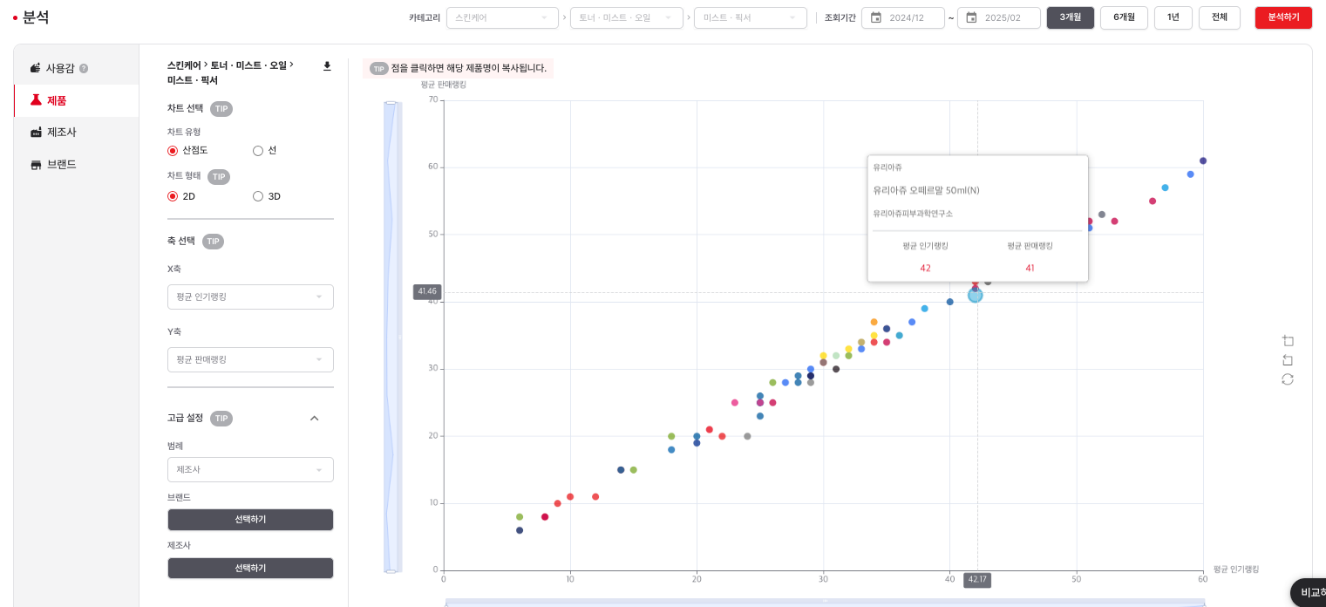 분석
카테고리 스킨케어 > 토너 · 미스트 · 오일 > 미스트 · 픽서 조회기간 2024/12 ~ 2025/02 3개월 6개월 1년 전체 분석하기
사용감 ?
제품
제조사
브랜드
스킨케어 > 토너 · 미스트 · 오일 >
미스트 · 픽서
차트 선택 TIP
차트 유형
산점도 선
차트 형태 TIP
2D 3D
축 선택 TIP
X축
평균 인기랭킹
Y축
평균 판매랭킹
고급 설정 TIP
범례
제조사
브랜드
선택하기
제조사
선택하기
TIP 점을 클릭하면 해당 제품명이 복사됩니다.
평균 판매랭킹
70
60
50
41.46
40
30
20
10
0
유리아쥬
유리아쥬 오떼르말 50ml(N)
유리아쥬피부과학연구소
평균 인기랭킹 평균 판매랭킹
42 41
0 10 20 30 40 42.17 50 60
평균 인기랭킹